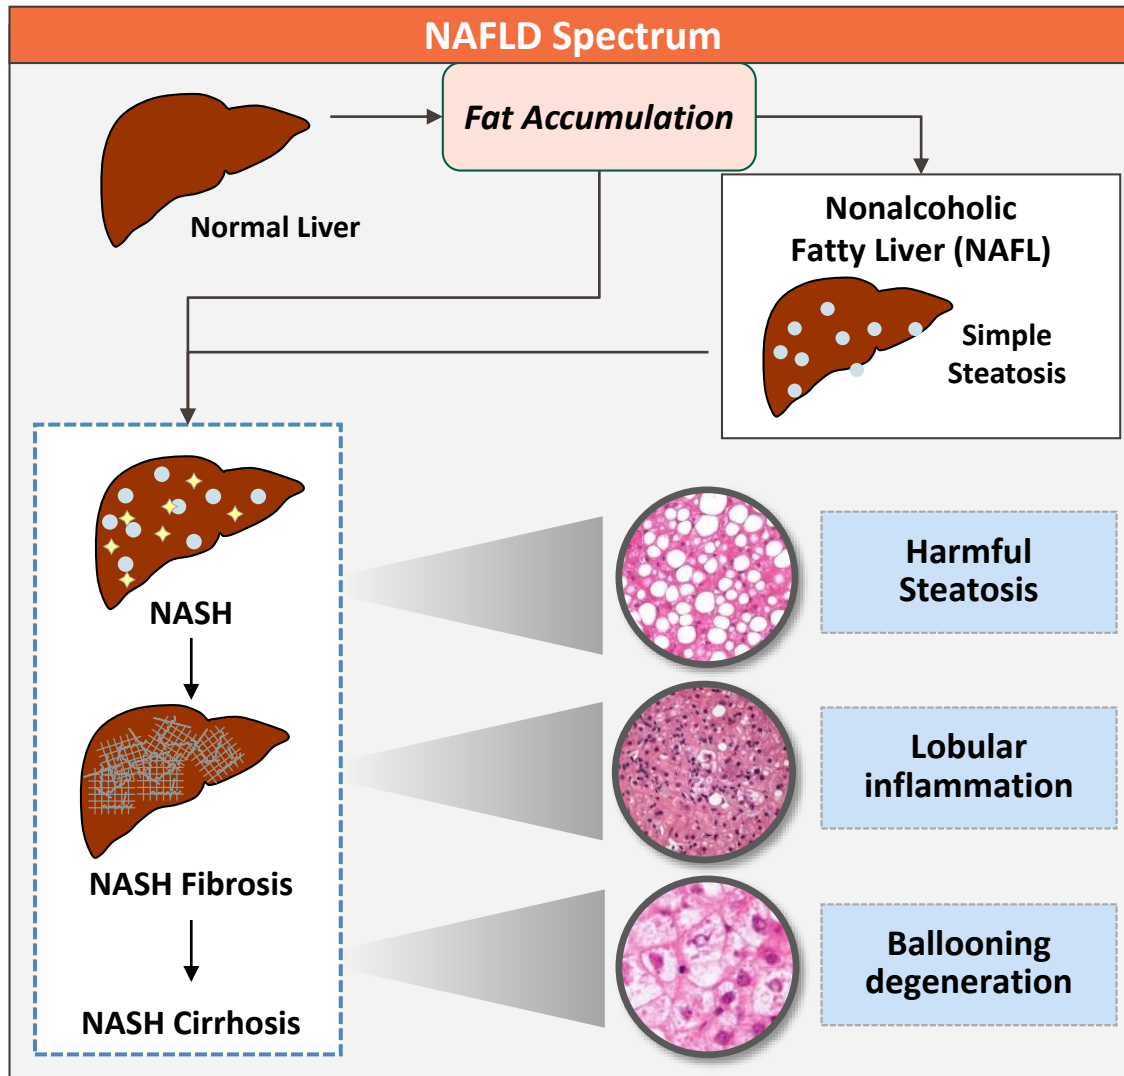 NAFLD Spectrum
Fat Accumulation
Normal Liver
Nonalcoholic
Fatty Liver (NAFL)
Simple
Steatosis
NASH
NASH Fibrosis
NASH Cirrhosis
Harmful
Steatosis
Lobular
inflammation
Ballooning
degeneration